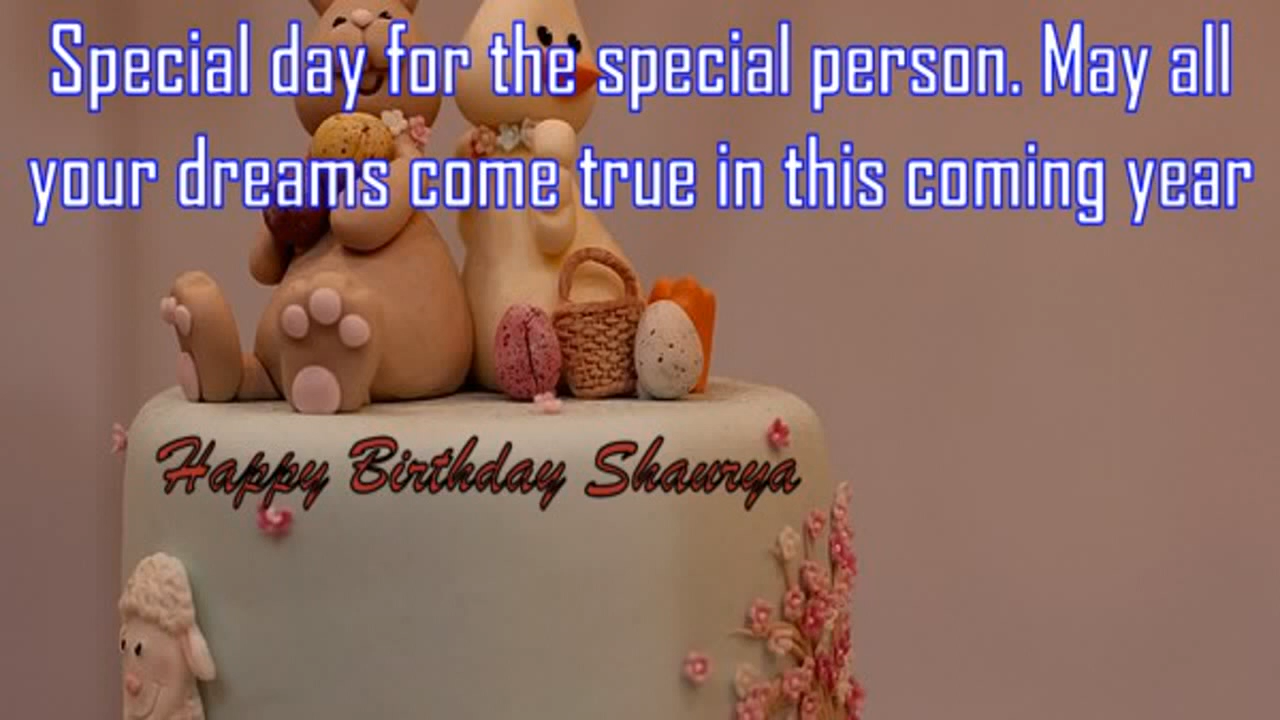 Special day for the special person. May all
your dreams come true in this coming year
Happy Birthday Shaurya